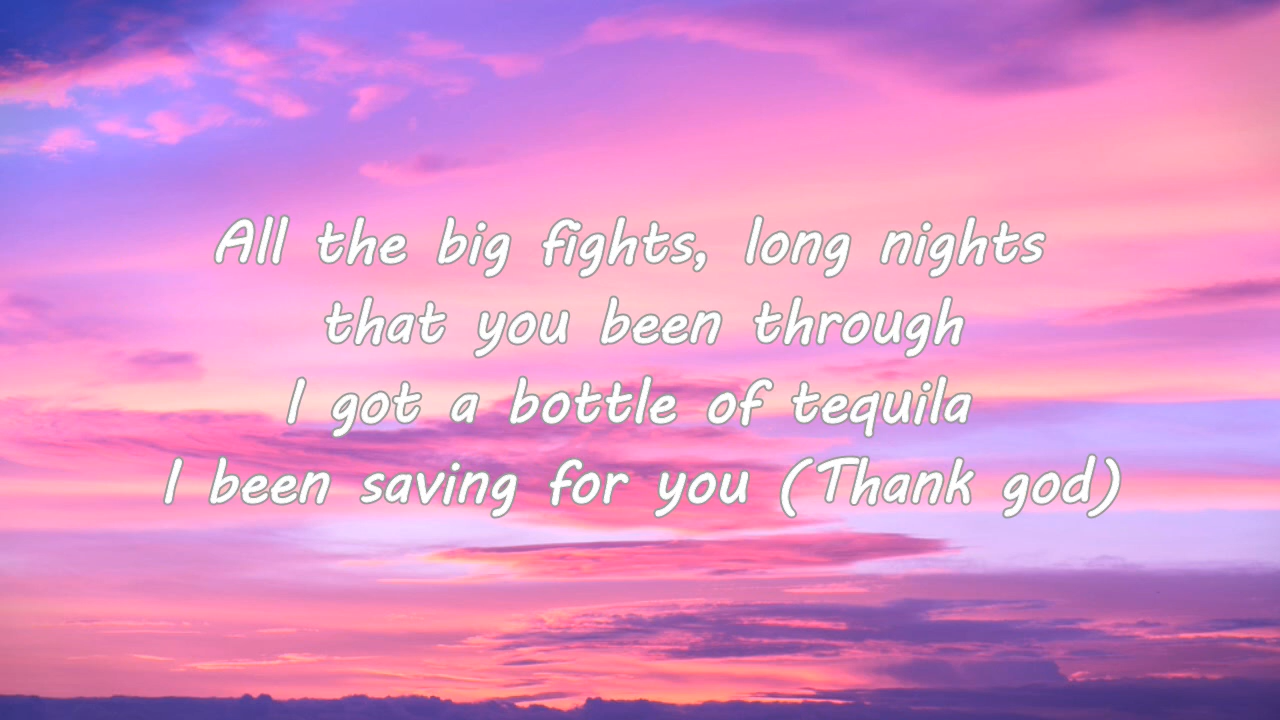 All the big fights, long nights
that you been through
I got a bottle of tequila
I been saving for you (Thank god)